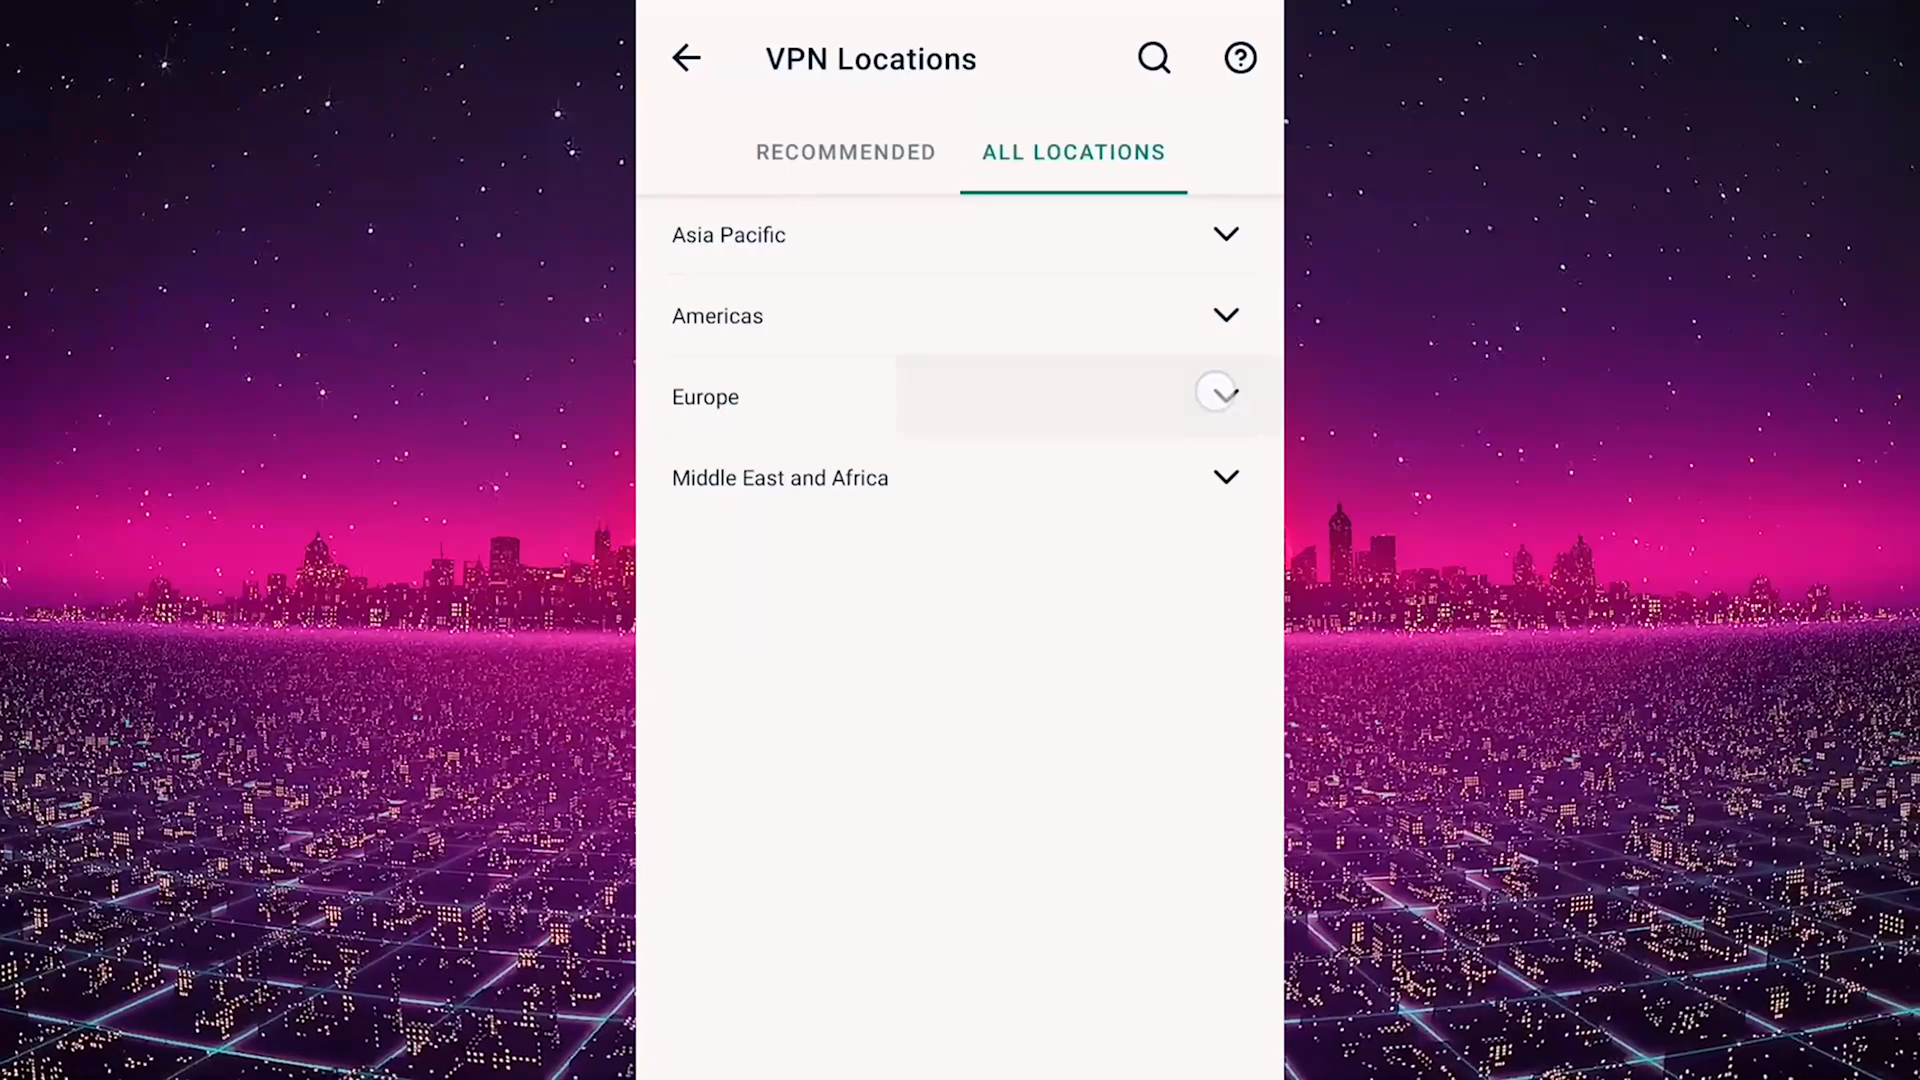 VPN Locations
RECOMMENDED
ALL LOCATIONS
Asia Pacific
Americas
Europe
Middle East and Africa